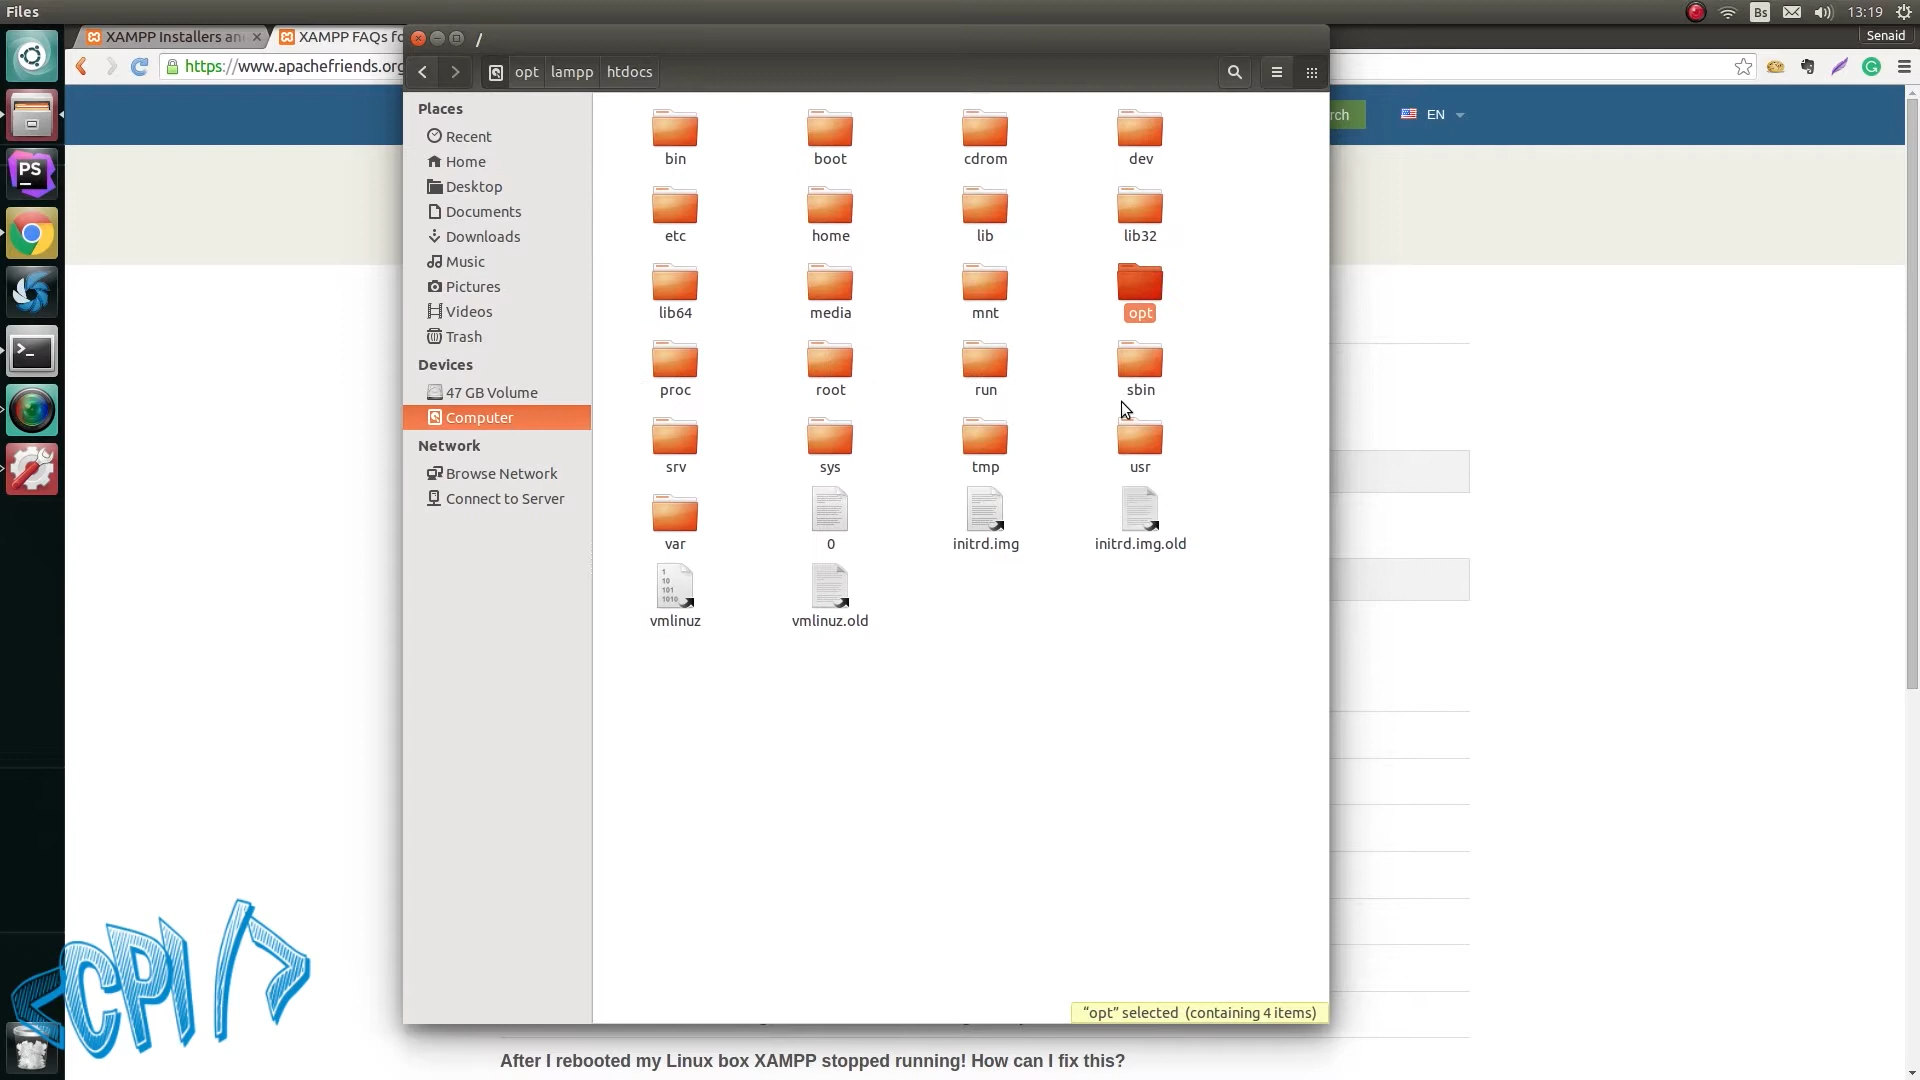 Files
Bs
13:19
XAMPP Installers an
XAMPP FAQs fo
/
Senaid
https://www.apachefriends.org
opt
lampp
htdocs
rch
EN
Places
Recent
Home
Desktop
Documents
Downloads
Music
Pictures
Videos
Trash
Devices
47 GB Volume
Computer
Network
Browse Network
Connect to Server
bin
boot
cdrom
dev
etc
home
lib
lib32
lib64
media
mnt
opt
proc
root
run
sbin
srv
sys
tmp
usr
var
0
initrd.img
initrd.img.old
vmlinuz
vmlinuz.old
PS
<CPI/>
"opt" selected (containing 4 items)
After I rebooted my Linux box XAMPP stopped running! How can I fix this?